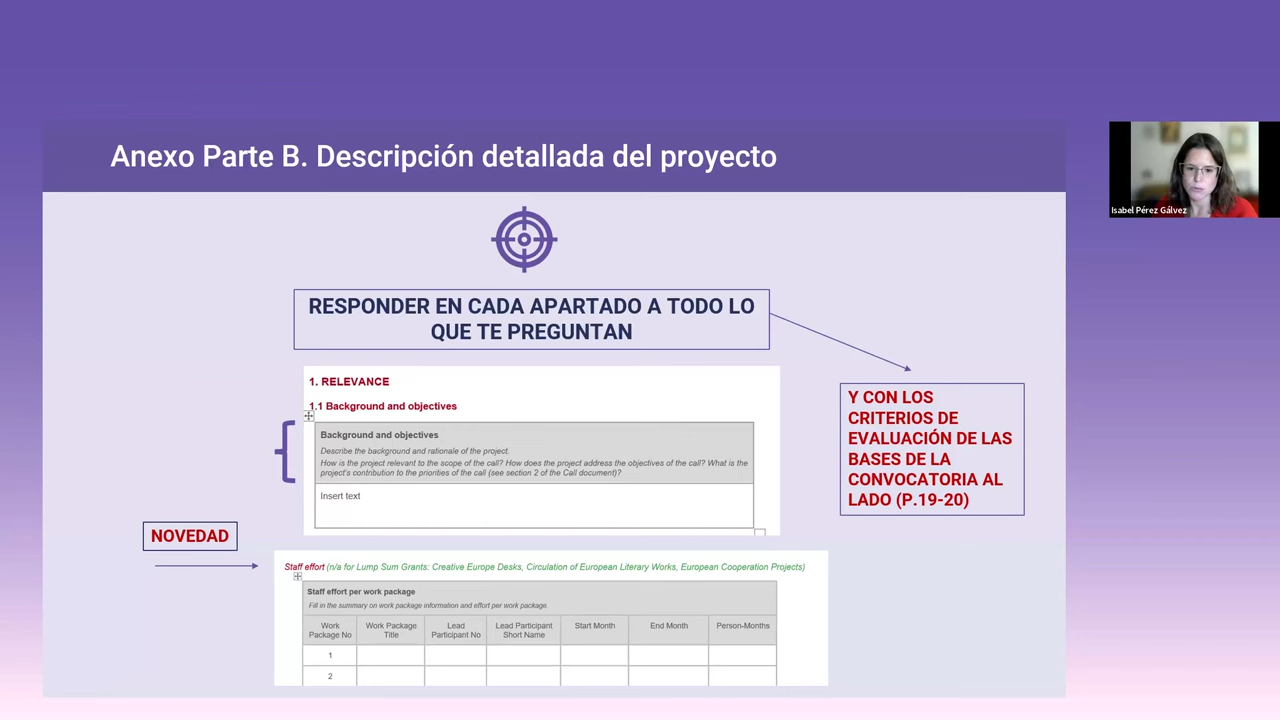 Anexo Parte B. Descripción detallada del proyecto
Isabel Pérez Gálvez
RESPONDER EN CADA APARTADO A TODO LO
QUE TE PREGUNTAN
Y CON LOS
CRITERIOS DE
EVALUACIÓN DE LAS
BASES DE LA
CONVOCATORIA AL
LADO (P.19-20)
1. RELEVANCE
1.1 Background and objectives
Background and objectives
Describe the background and rationale of the project.
How is the project relevant to the scope of the call? How does the project address the objectives of the call? What is the
project's contribution to the priorities of the call (see section 2 of the Call document)?
Insert text
NOVEDAD
Staff effort (n/a for Lump Sum Grants: Creative Europe Desks, Circulation of European Literary Works, European Cooperation Projects)
Staff effort per work package
Fill in the summary on work package information and effort per work package.
Work
Package No
Work Package
Title
Lead
Participant No
Lead Participant
Short Name
Start Month
End Month
Person-Months
1
2